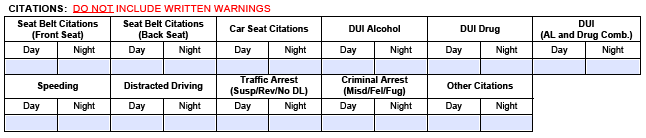 CITATIONS: DO NOT INCLUDE WRITTEN WARNINGS
Seat Belt Citations Seat Belt Citations Car Seat Citations DUI Alcohol DUI Drug DUI
(Front Seat) (Back Seat) (AL and Drug Comb.)
Day Night Day Night Day Night Day Night Day Night Day Night
Speeding Distracted Driving Traffic Arrest Criminal Arrest Other Citations
(Susp/Rev/No DL) (Misd/Fel/Fug)
Day Night Day Night Day Night Day Night Day Night